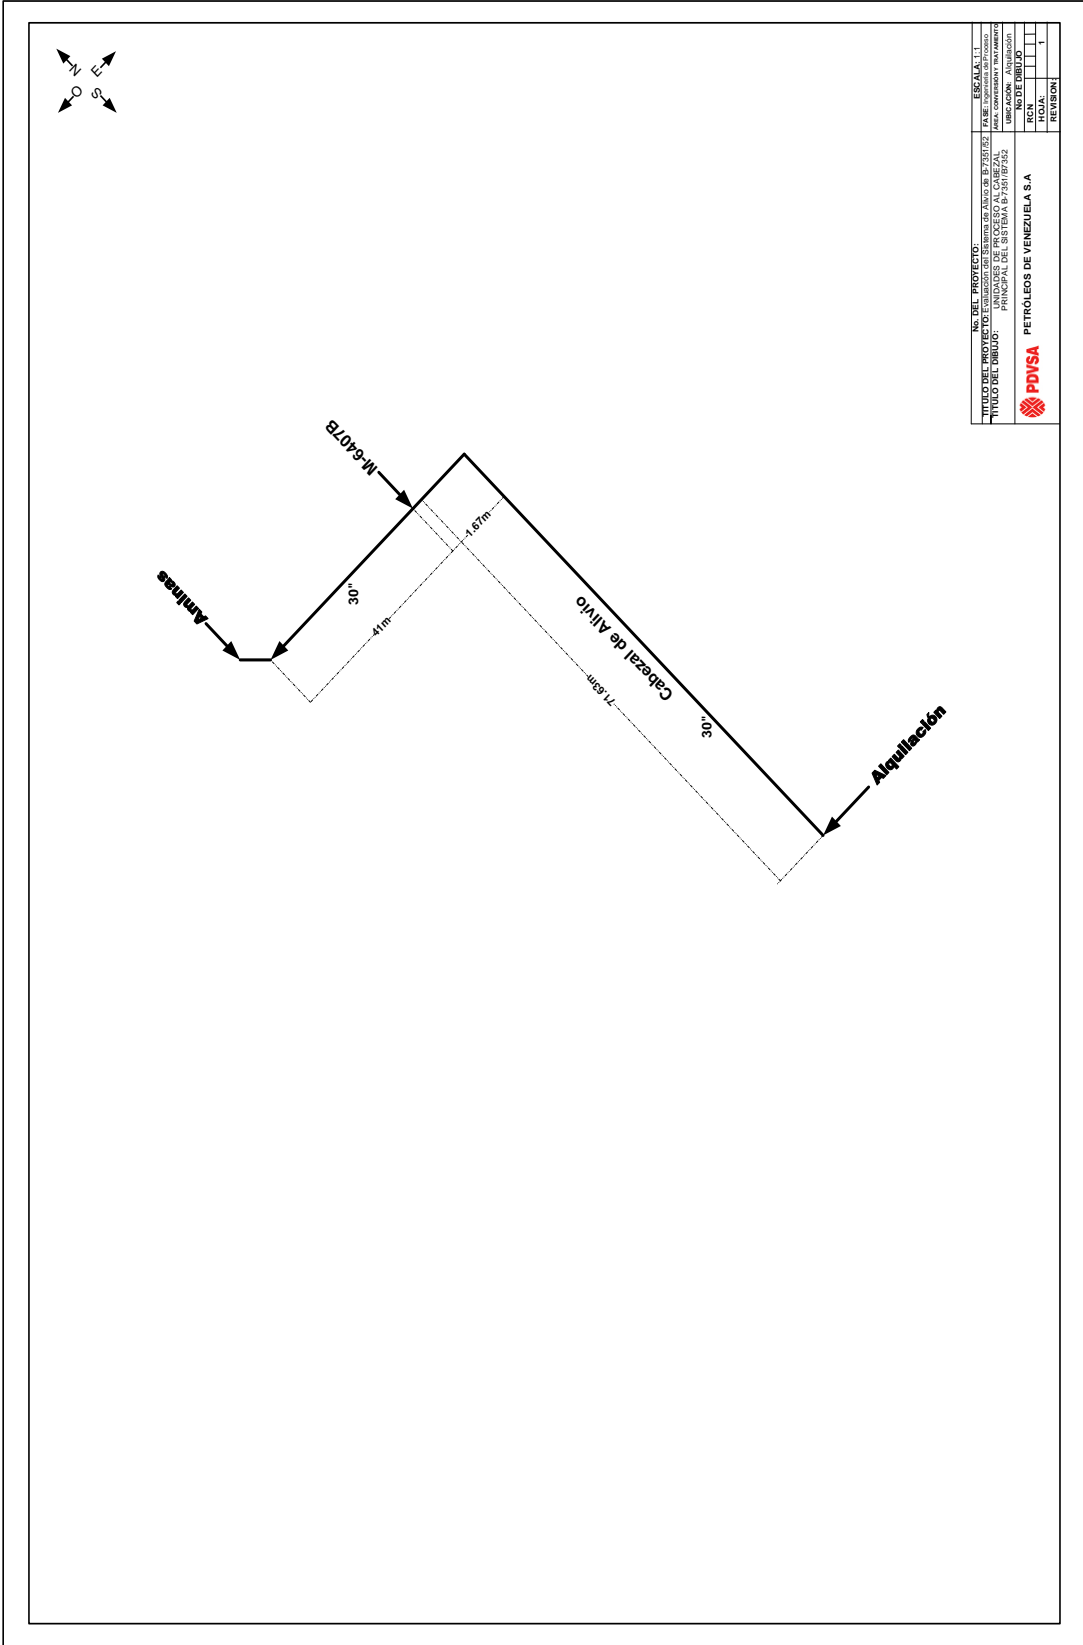 N
E
O
S
Aminas
M-6407B
30"
41m
1.67m
Cabezal de Alivio
71.63m
30"
Alquilación
No. DEL PROYECTO:
TITULO DEL PROYECTO: Evaluación del Sistema de Alivio de B-7351/52
TITULO DEL DIBUJO:
UNIDADES DE PROCESO AL CABEZAL
PRINCIPAL DEL SISTEMA B-7351/B7352
PDVSA
PETRÓLEOS DE VENEZUELA S.A
ESCALA: 1:1
FASE: Ingeniería de Proceso
ÁREA: CONVERSIÓN Y TRATAMIENTO
UBICACIÓN: Alquilación
No DE DIBUJO
RCN
HOJA: 1
REVISION: